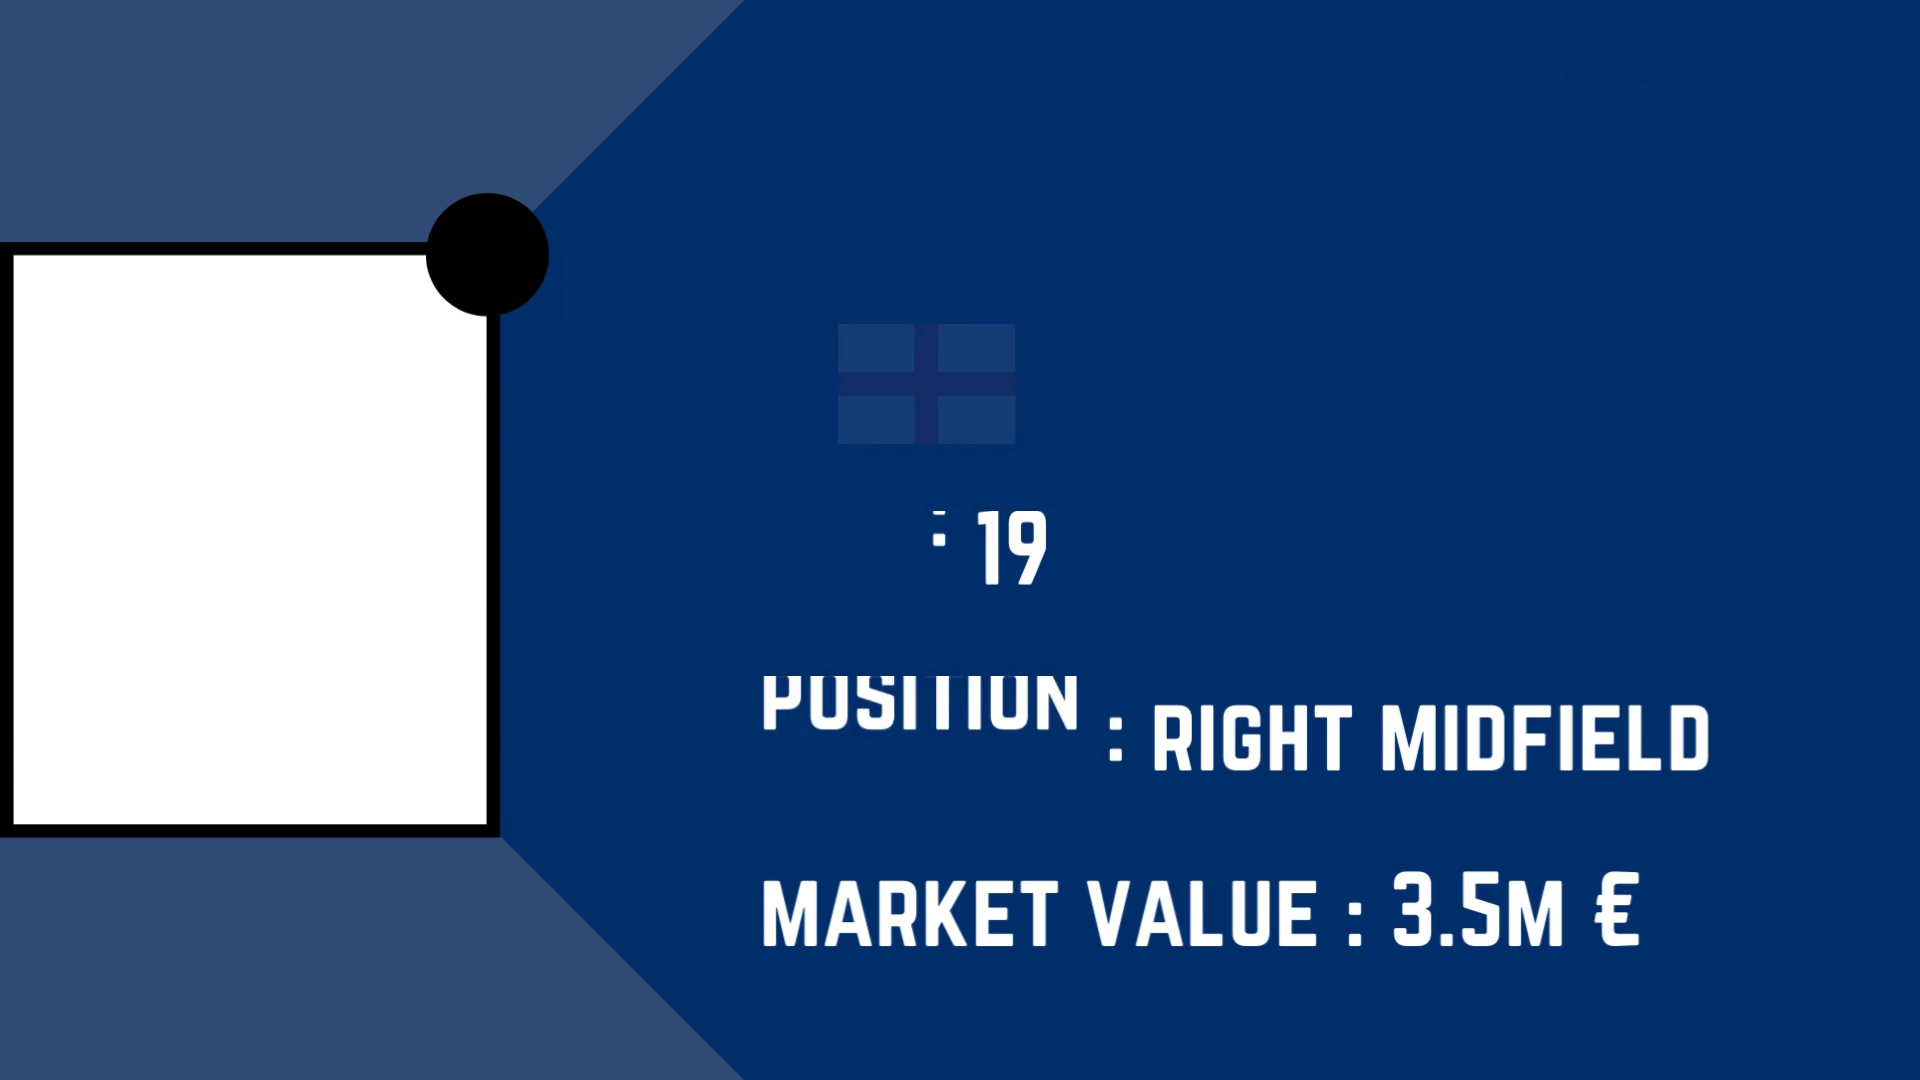 : 19
POSITION : RIGHT MIDFIELD
MARKET VALUE : 3.5M €